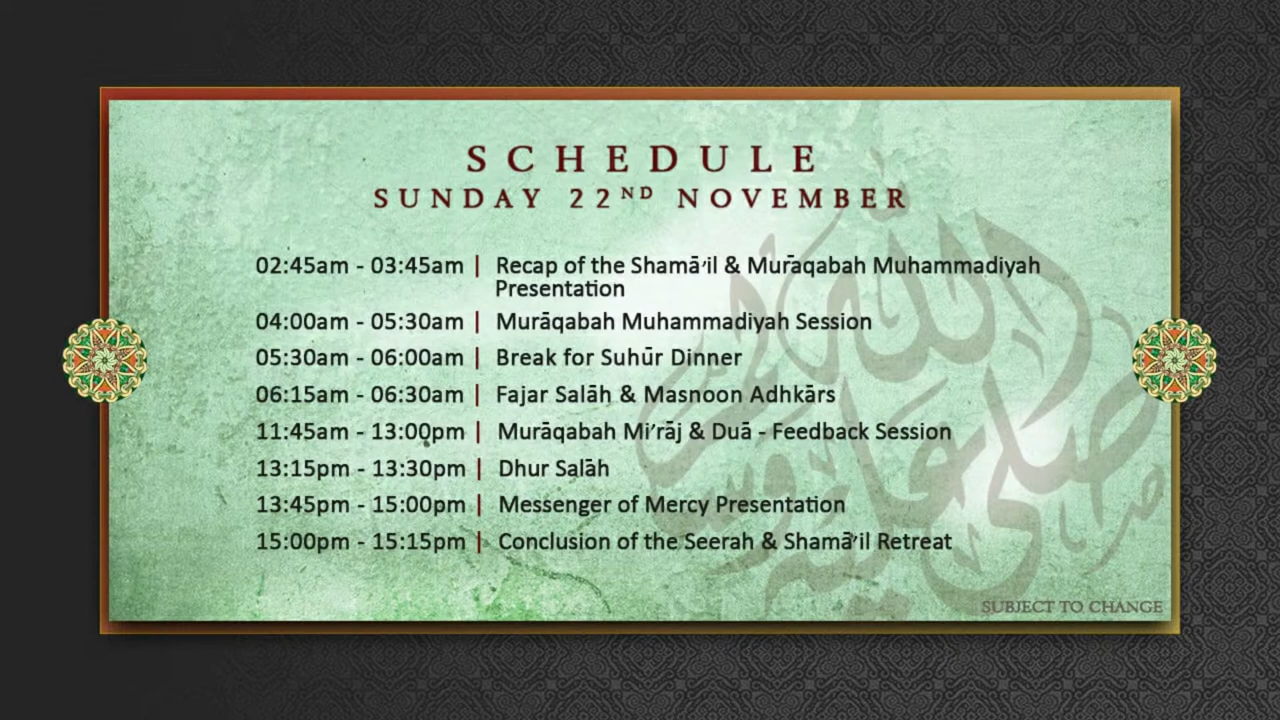 SCHEDULE
SUNDAY 22ND NOVEMBER
02:45am - 03:45am | Recap of the Shamā'il & Murāqabah Muhammadiyah
Presentation
04:00am - 05:30am | Murāqabah Muhammadiyah Session
05:30am - 06:00am | Break for Suhūr Dinner
06:15am - 06:30am | Fajar Salāh & Masnoon Adhkārs
11:45am - 13:00pm | Murāqabah Mi'rāj & Duā - Feedback Session
13:15pm - 13:30pm | Dhur Salāh
13:45pm - 15:00pm | Messenger of Mercy Presentation
15:00pm - 15:15pm | Conclusion of the Seerah & Shamā'il Retreat
صلى الله عليه وسلم
SUBJECT TO CHANGE